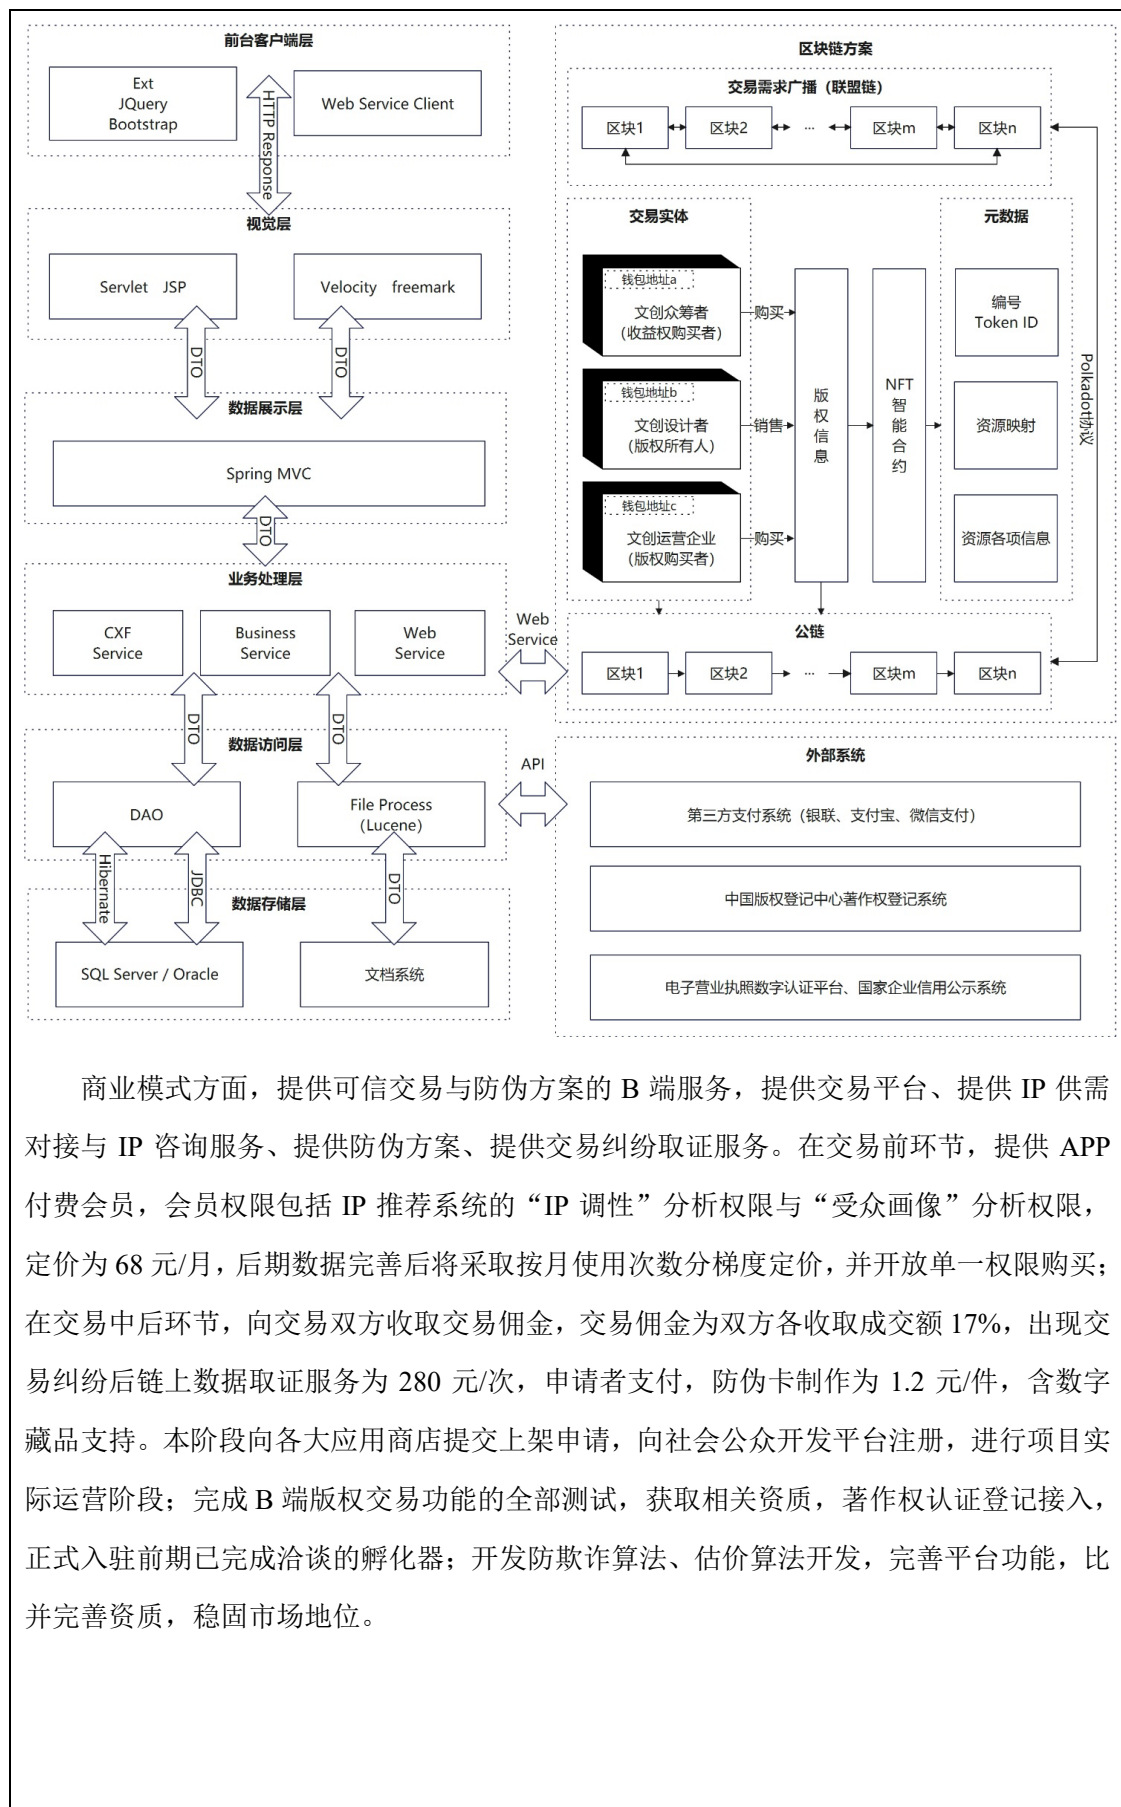 前台客户端层
Ext
JQuery
Bootstrap
HTTP Response
Web Service Client
视觉层
Servlet JSP
Velocity freemark
DTO
DTO
数据展示层
Spring MVC
DTO
业务处理层
CXF
Service
Business
Service
Web
Service
DTO
DTO
数据访问层
DAO
File Process
(Lucene)
Hibernate
JDBC
DTO
数据存储层
SQL Server / Oracle
文档系统
Web
Service
API
区块链方案
交易需求广播（联盟链）
区块1
区块2
...
区块m
区块n
交易实体
钱包地址a
文创众筹者
（收益权购买者）
购买
钱包地址b
文创设计者
（版权所有人）
销售
钱包地址c
文创运营企业
（版权购买者）
购买
版权信息
NFT智能合约
元数据
编号
Token ID
资源映射
资源各项信息
Polkadot协议
公链
区块1
区块2
...
区块m
区块n
外部系统
第三方支付系统（银联、支付宝、微信支付）
中国版权登记中心著作权登记系统
电子营业执照数字认证平台、国家企业信用公示系统
商业模式方面，提供可信交易与防伪方案的 B 端服务，提供交易平台、提供 IP 供需
对接与 IP 咨询服务、提供防伪方案、提供交易纠纷取证服务。在交易前环节，提供 APP
付费会员，会员权限包括 IP 推荐系统的“IP 调性”分析权限与“受众画像”分析权限，
定价为 68 元/月，后期数据完善后将采取按月使用次数分梯度定价，并开放单一权限购买；
在交易中后环节，向交易双方收取交易佣金，交易佣金为双方各收取成交额 17%，出现交
易纠纷后链上数据取证服务为 280 元/次，申请者支付，防伪卡制作为 1.2 元/件，含数字
藏品支持。本阶段向各大应用商店提交上架申请，向社会公众开发平台注册，进行项目实
际运营阶段；完成 B 端版权交易功能的全部测试，获取相关资质，著作权认证登记接入，
正式入驻前期已完成洽谈的孵化器；开发防欺诈算法、估价算法开发，完善平台功能，比
并完善资质，稳固市场地位。